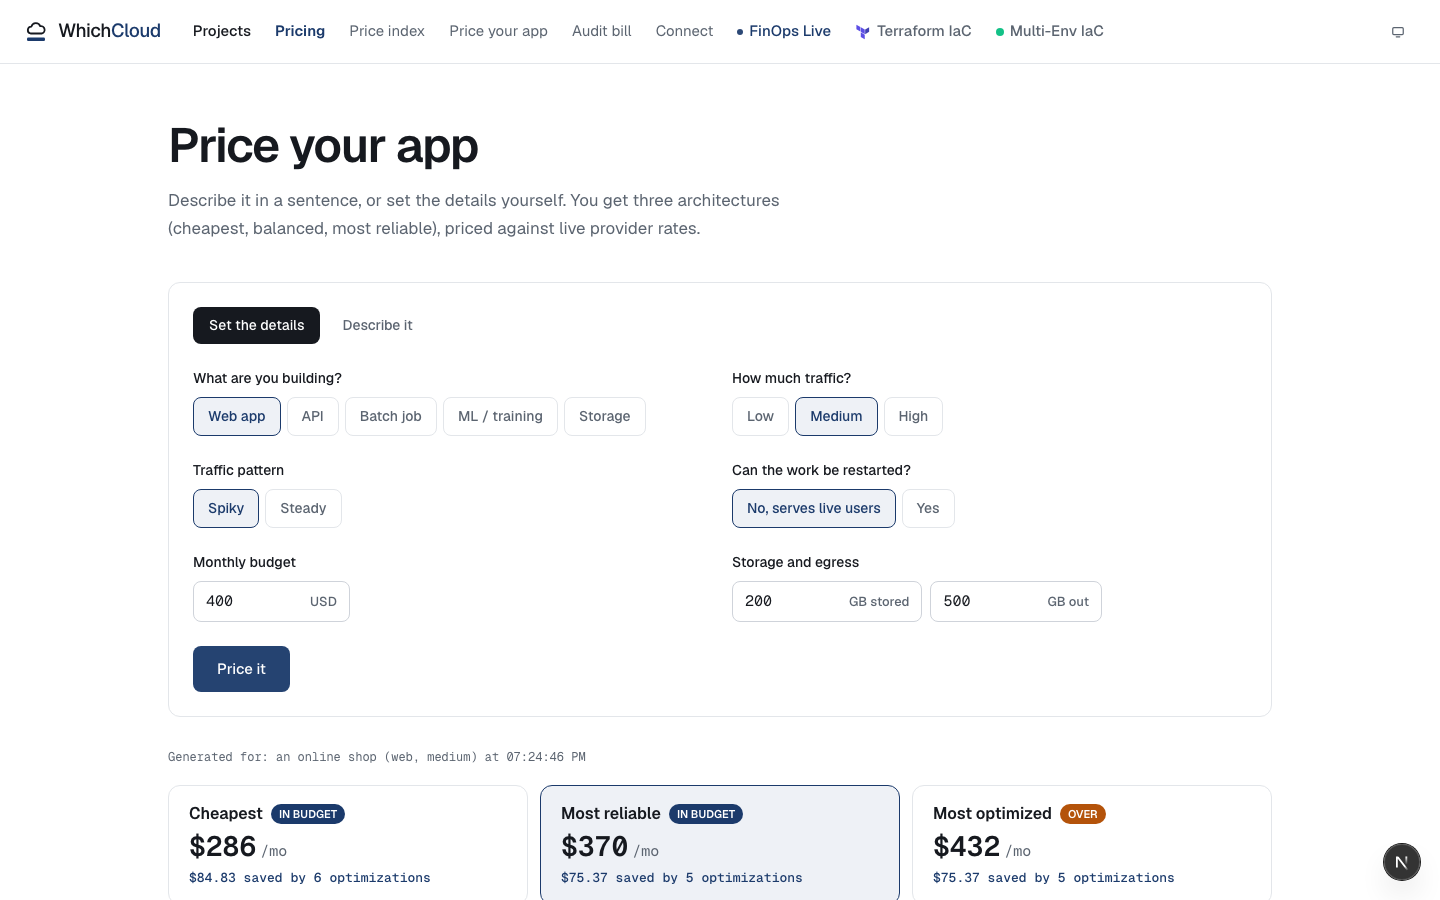 WhichCloud Projects Pricing Price index Price your app Audit bill Connect FinOps Live Terraform IaC Multi-Env IaC
Price your app
Describe it in a sentence, or set the details yourself. You get three architectures
(cheapest, balanced, most reliable), priced against live provider rates.
Set the details Describe it
What are you building?
Web app API Batch job ML / training Storage
How much traffic?
Low Medium High
Traffic pattern
Spiky Steady
Can the work be restarted?
No, serves live users Yes
Monthly budget
400 USD
Storage and egress
200 GB stored 500 GB out
Price it
Generated for: an online shop (web, medium) at 07:24:46 PM
Cheapest IN BUDGET
$286 /mo
$84.83 saved by 6 optimizations
Most reliable IN BUDGET
$370 /mo
$75.37 saved by 5 optimizations
Most optimized OVER
$432 /mo
$75.37 saved by 5 optimizations
N